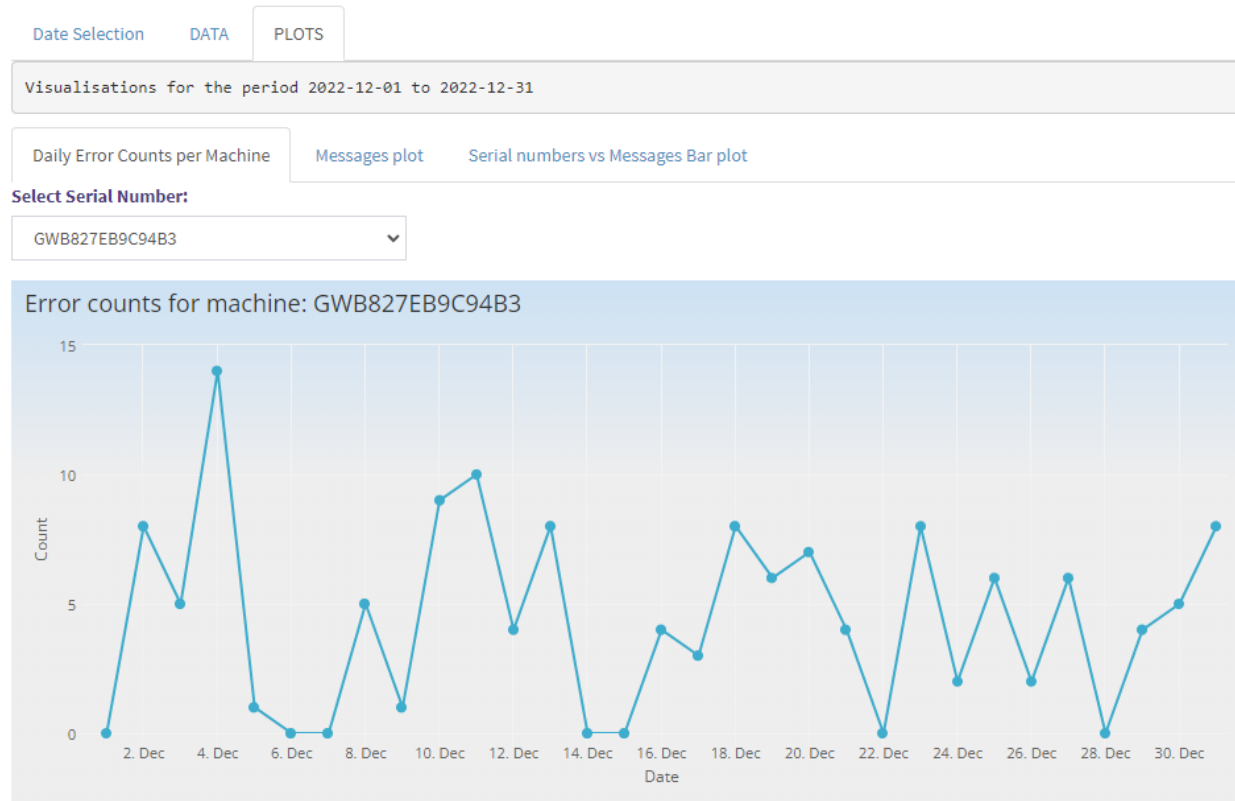 Date Selection DATA PLOTS
Visualisations for the period 2022-12-01 to 2022-12-31
Daily Error Counts per Machine Messages plot Serial numbers vs Messages Bar plot
Select Serial Number:
GWB827EB9C94B3
Error counts for machine: GWB827EB9C94B3
15
10
Count
5
0
2. Dec 4. Dec 6. Dec 8. Dec 10. Dec 12. Dec 14. Dec 16. Dec 18. Dec 20. Dec 22. Dec 24. Dec 26. Dec 28. Dec 30. Dec
Date